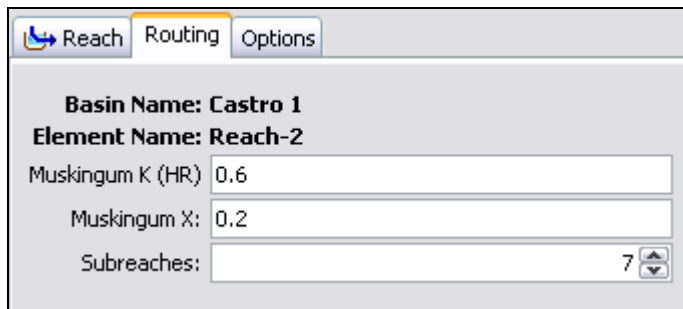 Reach Routing Options
Basin Name: Castro 1
Element Name: Reach-2
Muskingum K (HR) 0.6
Muskingum X: 0.2
Subreaches: 7